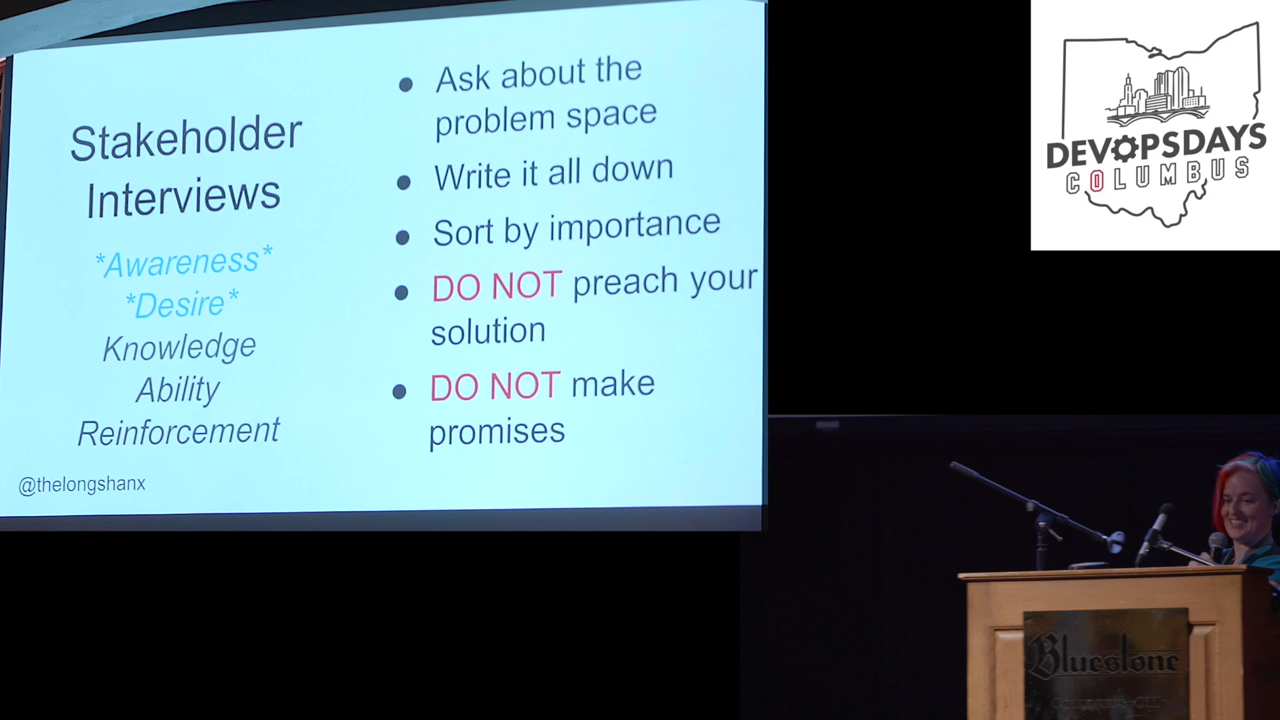 Stakeholder
Interviews
*Awareness*
*Desire*
Knowledge
Ability
Reinforcement
@thelongshanx
● Ask about the
problem space
● Write it all down
● Sort by importance
● DO NOT preach your
solution
● DO NOT make
promises
DEVOPSDAYS
COLUMBUS
Bluestone